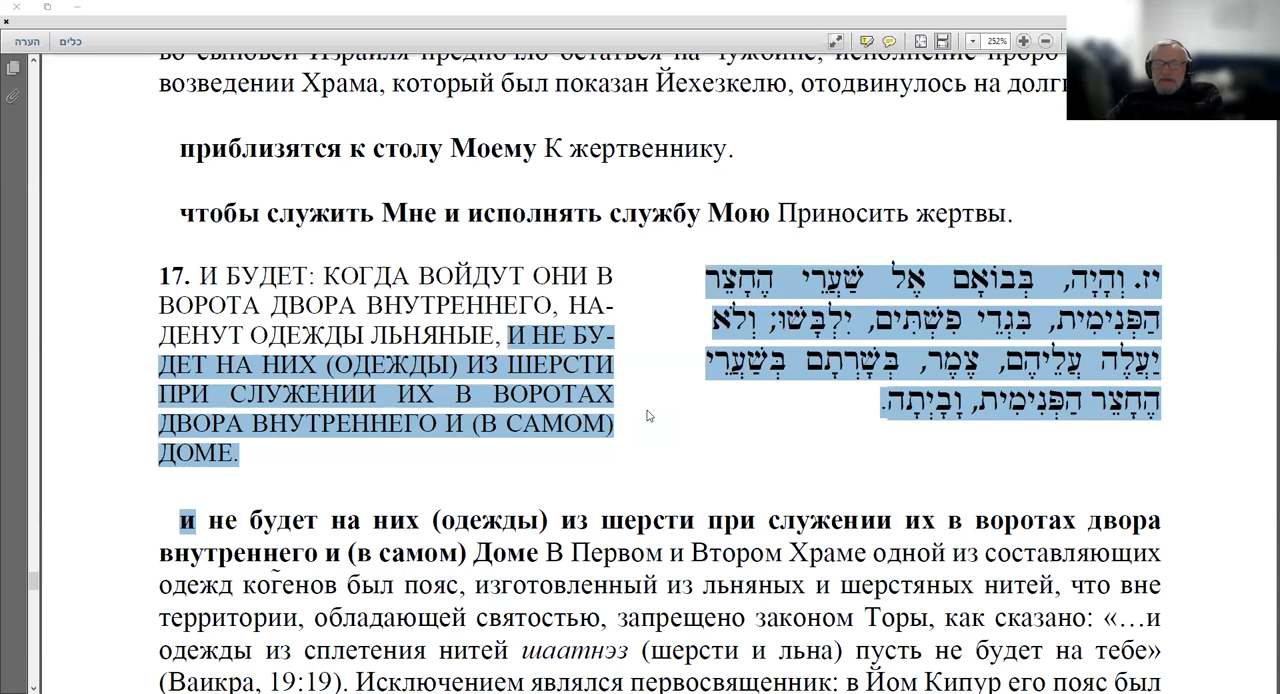 הערה כלים 252%
возведении Храма, который был показан Йехезкелю, отодвинулось на
приблизятся к столу Моему К жертвеннику.
чтобы служить Мне и исполнять службу Мою Приносить жертвы.
17. И БУДЕТ: КОГДА ВОЙДУТ ОНИ В
ВОРОТА ДВОРА ВНУТРЕННЕГО, НА-
ДЕНУТ ОДЕЖДЫ ЛЬНЯНЫЕ, И НЕ БУ-
ДЕТ НА НИХ (ОДЕЖДЫ) ИЗ ШЕРСТИ
ПРИ СЛУЖЕНИИ ИХ В ВОРОТАХ
ДВОРА ВНУТРЕННЕГО И (В САМОМ)
ДОМЕ.
יז. וְהָיָה, בְּבוֹאָם אֶל שַׁעֲרֵי הֶחָצֵר
הַפְּנִימִית, בִּגְדֵי פִשְׁתִּים, יִלְבָּשׁוּ; וְלֹא
יַעֲלֶה עֲלֵיהֶם, צֶמֶר, בְּשָׁרְתָם בְּשַׁעֲרֵי
הֶחָצֵר הַפְּנִימִית, וָבָיְתָה.
и не будет на них (одежды) из шерсти при служении их в воротах двора
внутреннего и (в самом) Доме В Первом и Втором Храме одной из составляющих
одежд когенов был пояс, изготовленный из льняных и шерстяных нитей, что вне
территории, обладающей святостью, запрещено законом Торы, как сказано: «…и
одежды из сплетения нитей шаатнэз (шерсти и льна) пусть не будет на тебе»
(Ваикра, 19:19). Исключением являлся первосвященник: в Йом Кипур его пояс был